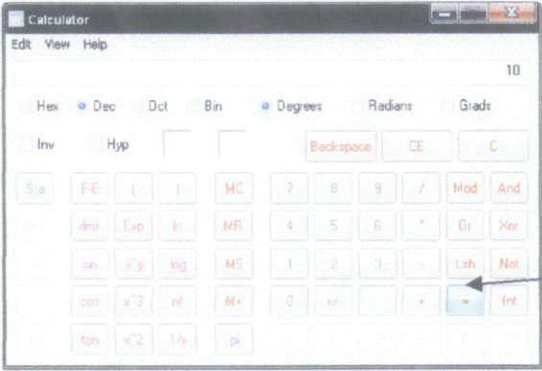 Calculator
Edit View Help
10
Hex Dec Oct Bin Degrees Radians Grads
Inv Hyp Backspace CE C
Sta F-E ( ) MC 7 8 9 / Mod And
dms Exp ln MR 4 5 6 * Or Xor
sin x^y log MS 1 2 3 - Lsh Not
cos x^3 n! M+ 0 +/- + = Int
tan x^2 1/x pi